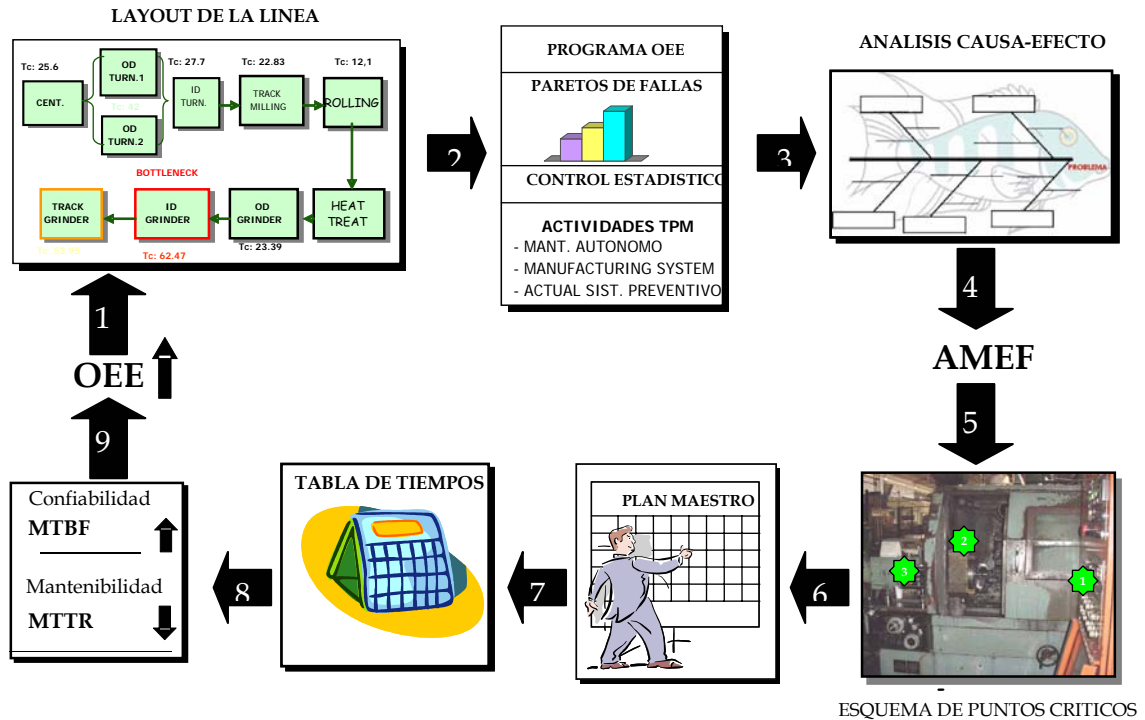 LAYOUT DE LA LINEA
Tc: 25.6
CENT.
OD
TURN.1
Tc: 42
OD
TURN.2
Tc: 27.7
ID
TURN.
Tc: 22.83
TRACK
MILLING
Tc: 12,1
ROLLING
BOTTLENECK
TRACK
GRINDER
ID
GRINDER
Tc: 62.47
OD
GRINDER
Tc: 23.39
HEAT
TREAT
2
PROGRAMA OEE
PARETOS DE FALLAS
CONTROL ESTADISTICO
ACTIVIDADES TPM
- MANT. AUTONOMO
- MANUFACTURING SYSTEM
- ACTUAL SIST. PREVENTIVO
3
ANALISIS CAUSA-EFECTO
PROBLEMA
4
AMEF
5
1
2
3
ESQUEMA DE PUNTOS CRITICOS
6
PLAN MAESTRO
7
TABLA DE TIEMPOS
8
Confiabilidad
MTBF
Mantenibilidad
MTTR
9
OEE
1